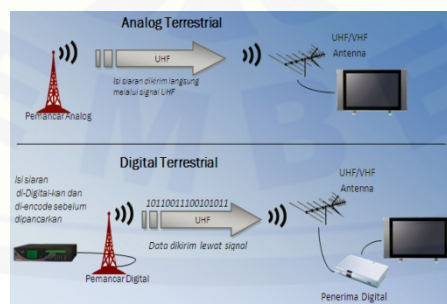 Analog Terrestrial
UHF
Isi siaran dikirim langsung
melalui signal UHF
UHF/VHF
Antenna
Pemancar Analog
Digital Terrestrial
Isi siaran
di-Digital-kan dan
di-encode sebelum
dipancarkan
10110011100101011
UHF
Data dikirim lewat siqnal
UHF/VHF
Antenna
Pemancar Digital
Penerima Digital